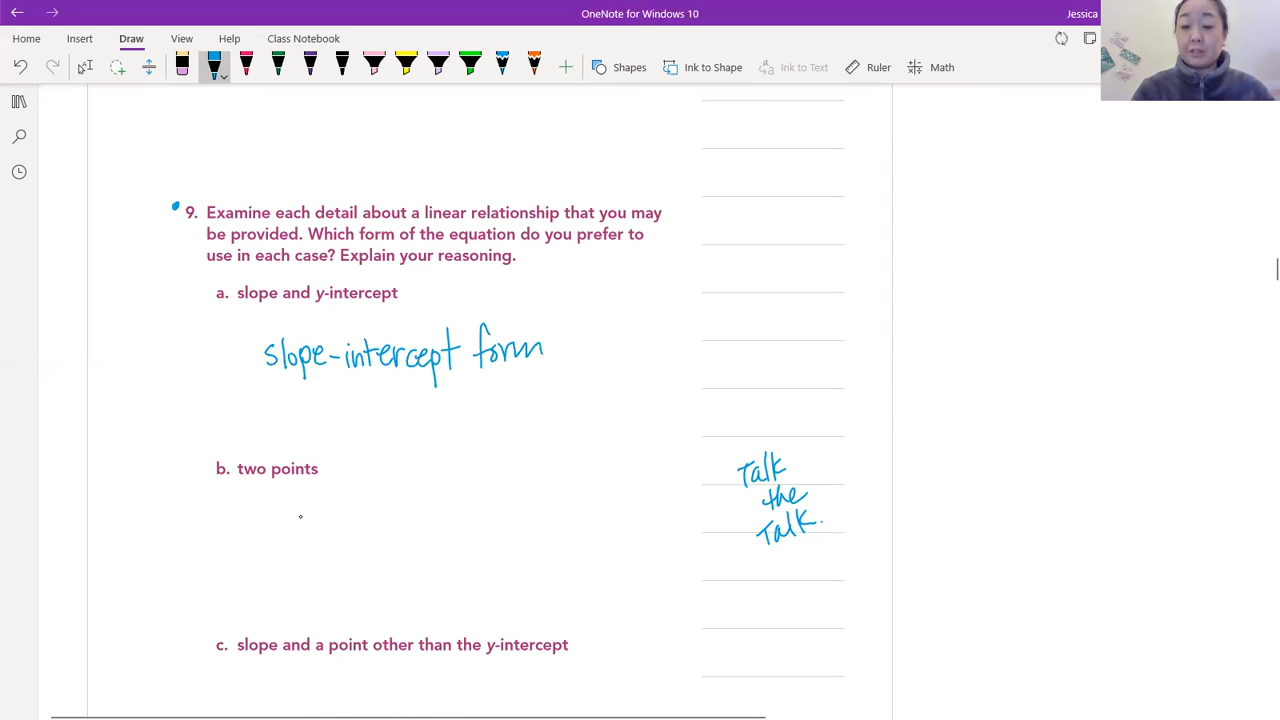 OneNote for Windows 10
Jessica
Home Insert Draw View Help Class Notebook
Shapes Ink to Shape Ink to Text Ruler Math
9. Examine each detail about a linear relationship that you may
be provided. Which form of the equation do you prefer to
use in each case? Explain your reasoning.
a. slope and y-intercept
slope-intercept form
b. two points
Talk
the
Talk.
c. slope and a point other than the y-intercept